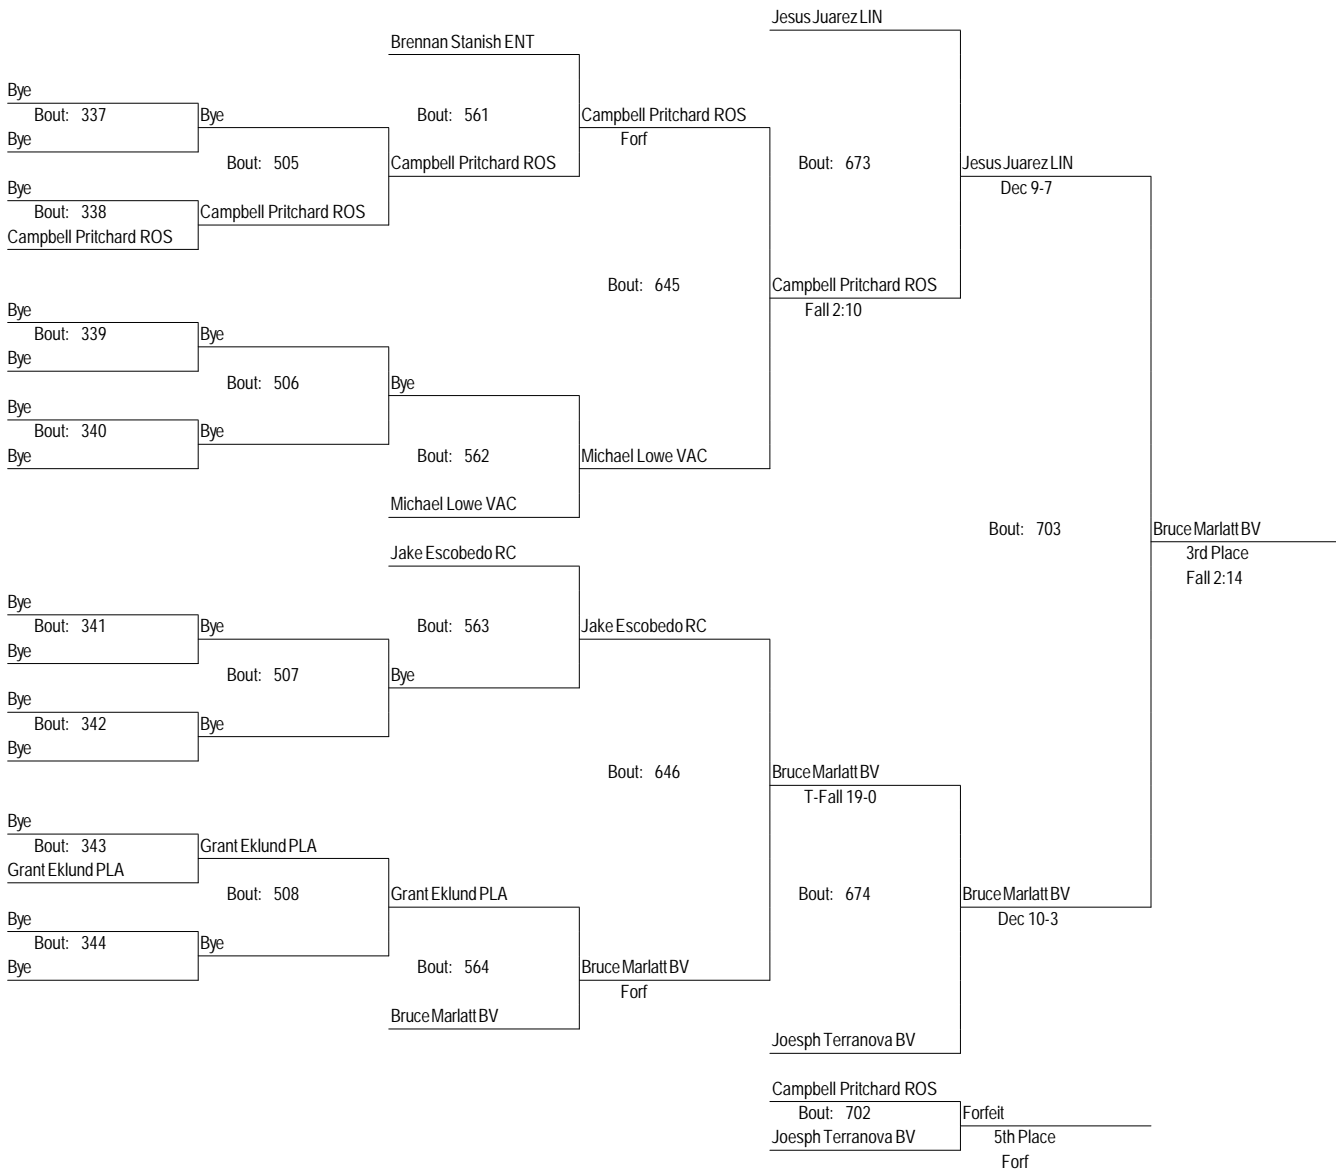 Jesus Juarez LIN
Brennan Stanish ENT
Bye
Bout: 337
Bye
Bye
Bout: 505
Bye
Bout: 338
Campbell Pritchard ROS
Campbell Pritchard ROS
Bout: 561
Campbell Pritchard ROS
Campbell Pritchard ROS
Forf
Bout: 673
Jesus Juarez LIN
Dec 9-7
Bout: 645
Campbell Pritchard ROS
Fall 2:10
Bye
Bout: 339
Bye
Bye
Bout: 506
Bye
Bout: 340
Bye
Bye
Bye
Bout: 562
Michael Lowe VAC
Michael Lowe VAC
Bout: 703
Bruce Marlatt BV
3rd Place
Fall 2:14
Jake Escobedo RC
Bye
Bout: 341
Bye
Bye
Bout: 563
Jake Escobedo RC
Bout: 507
Bye
Bye
Bout: 342
Bye
Bye
Bout: 646
Bruce Marlatt BV
T-Fall 19-0
Bye
Bout: 343
Grant Eklund PLA
Grant Eklund PLA
Bout: 508
Grant Eklund PLA
Bye
Bout: 344
Bye
Bye
Bout: 564
Bruce Marlatt BV
Forf
Bruce Marlatt BV
Bout: 674
Bruce Marlatt BV
Dec 10-3
Joesph Terranova BV
Campbell Pritchard ROS
Bout: 702
Joesph Terranova BV
Forfeit
5th Place
Forf